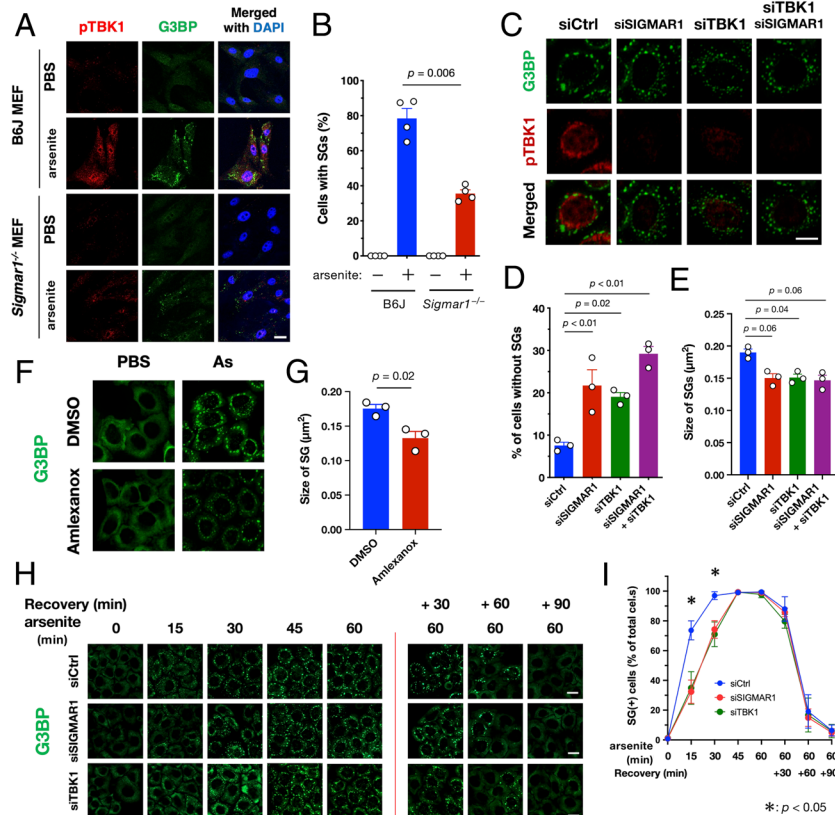 A
pTBK1
G3BP
Merged
with DAPI
B6J MEF
PBS
arsenite
Sigmar1-/- MEF
PBS
arsenite
B
p = 0.006
Cells with SGs (%)
100
80
60
40
20
0
arsenite:
–
+
–
+
B6J
Sigmar1–/–
C
siCtrl
siSIGMAR1
siTBK1
siTBK1
siSIGMAR1
G3BP
pTBK1
Merged
D
p < 0.01
p = 0.02
p < 0.01
% of cells without SGs
40
30
20
10
0
siCtrl
siSIGMAR1
siTBK1
siSIGMAR1
+ siTBK1
E
p = 0.06
p = 0.04
p = 0.06
Size of SGs (μm²)
0.25
0.20
0.15
0.10
0.05
0.00
siCtrl
siSIGMAR1
siTBK1
siSIGMAR1
+ siTBK1
F
PBS
As
G3BP
DMSO
Amlexanox
G
p = 0.02
Size of SG (μm²)
0.20
0.15
0.10
0.05
0.00
DMSO
Amlexanox
H
Recovery (min)
+ 30
+ 60
+ 90
arsenite
(min)
0
15
30
45
60
60
60
60
G3BP
siCtrl
siSIGMAR1
siTBK1
I
SG(+) cells (% of total cel.s)
100
90
80
70
60
50
40
30
20
10
0
*
*
siCtrl
siSIGMAR1
siTBK1
arsenite
(min)
0
15
30
45
60
60
60
60
Recovery (min)
+30
+60
+90
*: p < 0.05